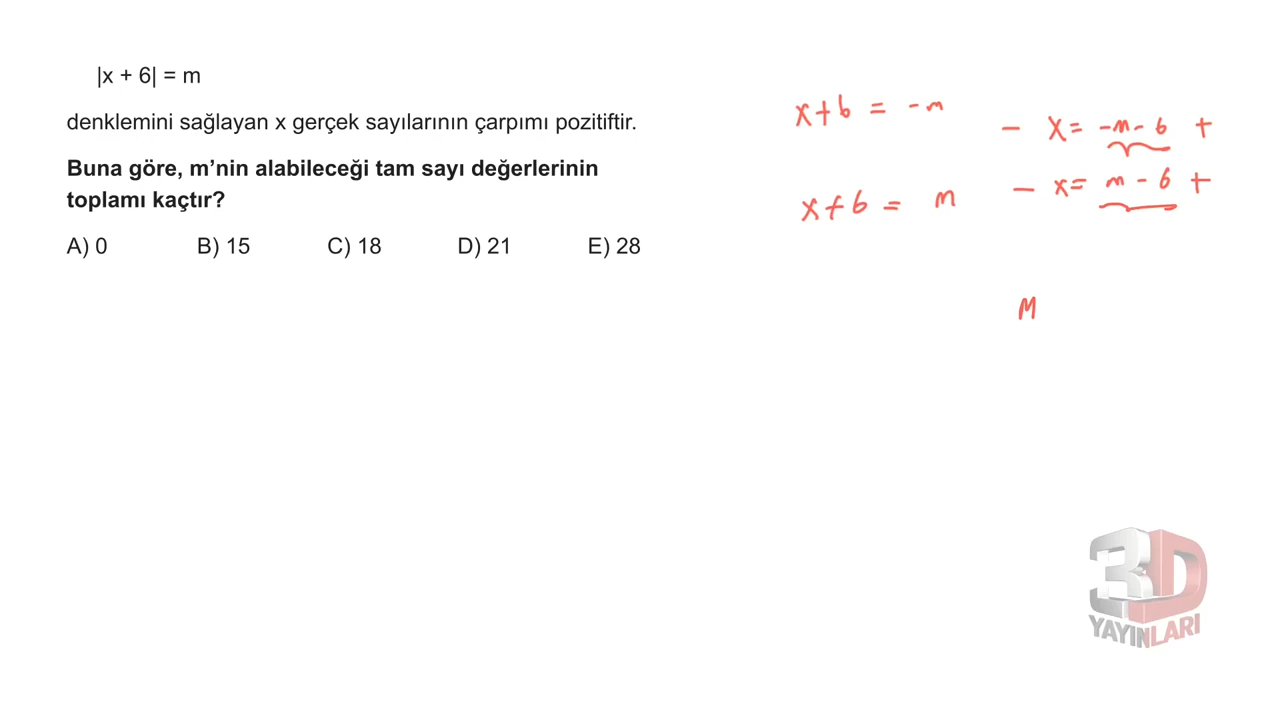 |x + 6| = m
denklemini sağlayan x gerçek sayılarının çarpımı pozitiftir.
Buna göre, m’nin alabileceği tam sayı değerlerinin
toplamı kaçtır?
A) 0 B) 15 C) 18 D) 21 E) 28
x+6 = -m
- x = -m - 6 +
x+6 = m
- x = m - 6 +
M
3D
YAYINLARI